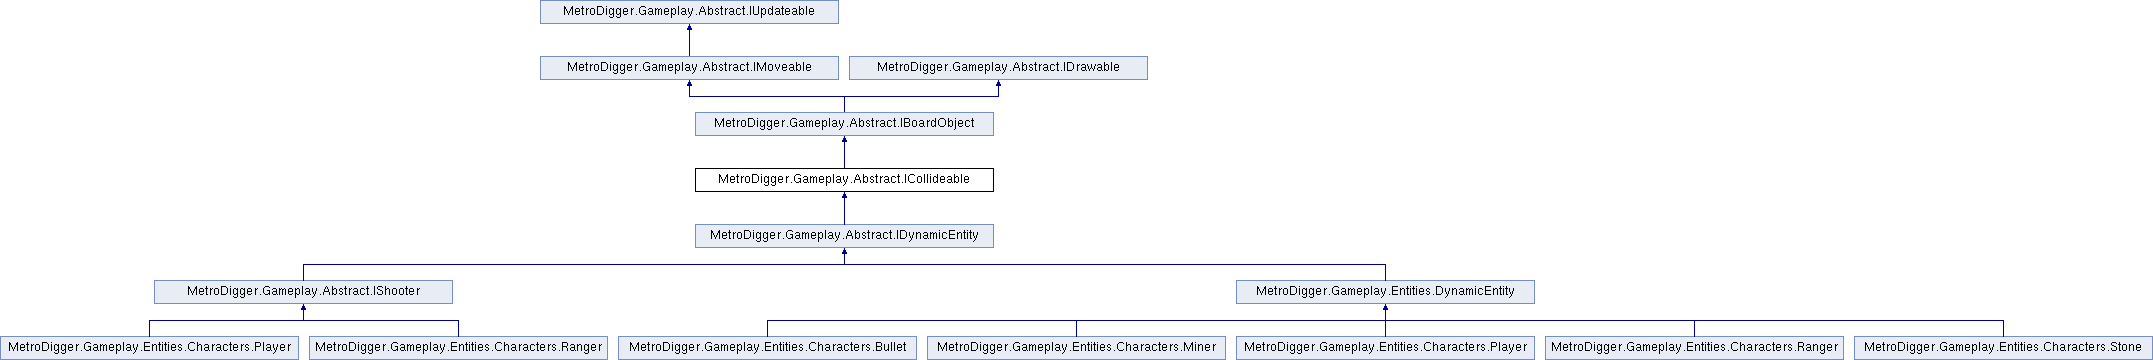 MetroDigger.Gameplay.Abstract.IUpdateable
MetroDigger.Gameplay.Abstract.IMoveable
MetroDigger.Gameplay.Abstract.IDrawable
MetroDigger.Gameplay.Abstract.IBoardObject
MetroDigger.Gameplay.Abstract.ICollideable
MetroDigger.Gameplay.Abstract.IDynamicEntity
MetroDigger.Gameplay.Abstract.IShooter
MetroDigger.Gameplay.Entities.DynamicEntity
MetroDigger.Gameplay.Entities.Characters.Player
MetroDigger.Gameplay.Entities.Characters.Ranger
MetroDigger.Gameplay.Entities.Characters.Bullet
MetroDigger.Gameplay.Entities.Characters.Miner
MetroDigger.Gameplay.Entities.Characters.Player
MetroDigger.Gameplay.Entities.Characters.Ranger
MetroDigger.Gameplay.Entities.Characters.Stone